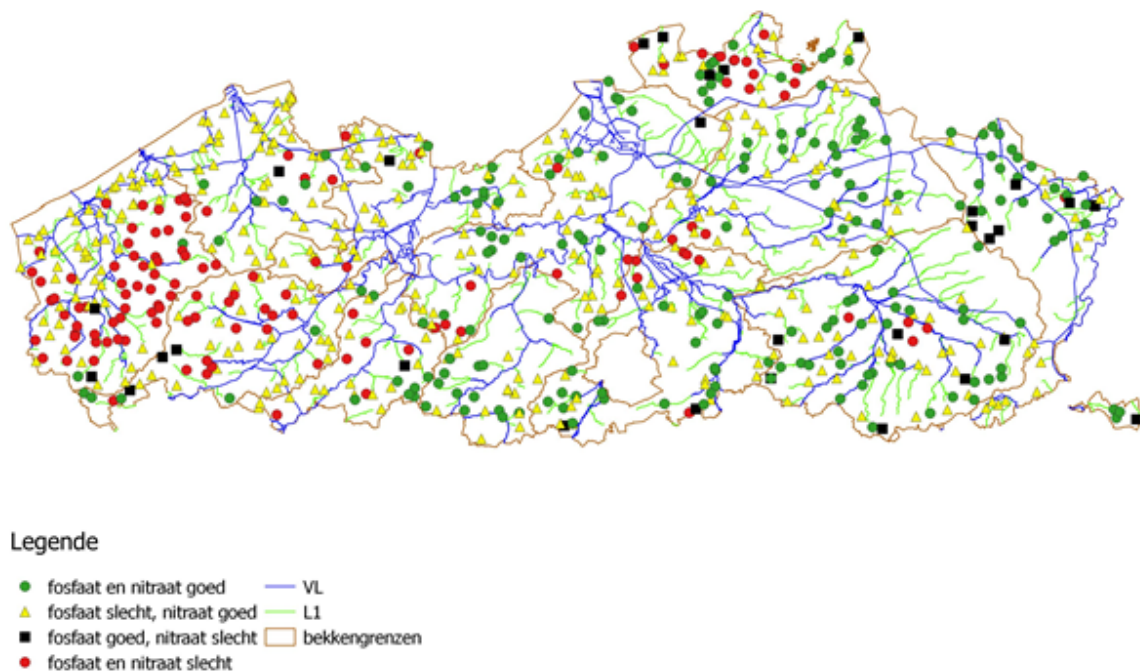 Legende
fosfaat en nitraat goed
VL
fosfaat slecht, nitraat goed
L1
fosfaat goed, nitraat slecht
bekkengrenzen
fosfaat en nitraat slecht